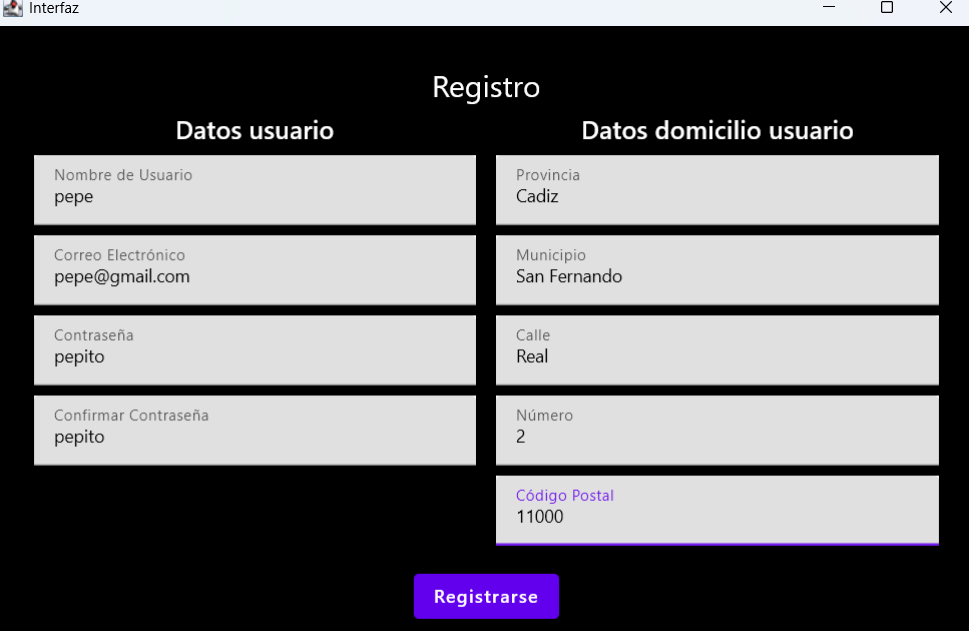 Interfaz
Registro
Datos usuario
Nombre de Usuario
pepe
Correo Electrónico
pepe@gmail.com
Contraseña
pepito
Confirmar Contraseña
pepito
Datos domicilio usuario
Provincia
Cadiz
Municipio
San Fernando
Calle
Real
Número
2
Código Postal
11000
Registrarse